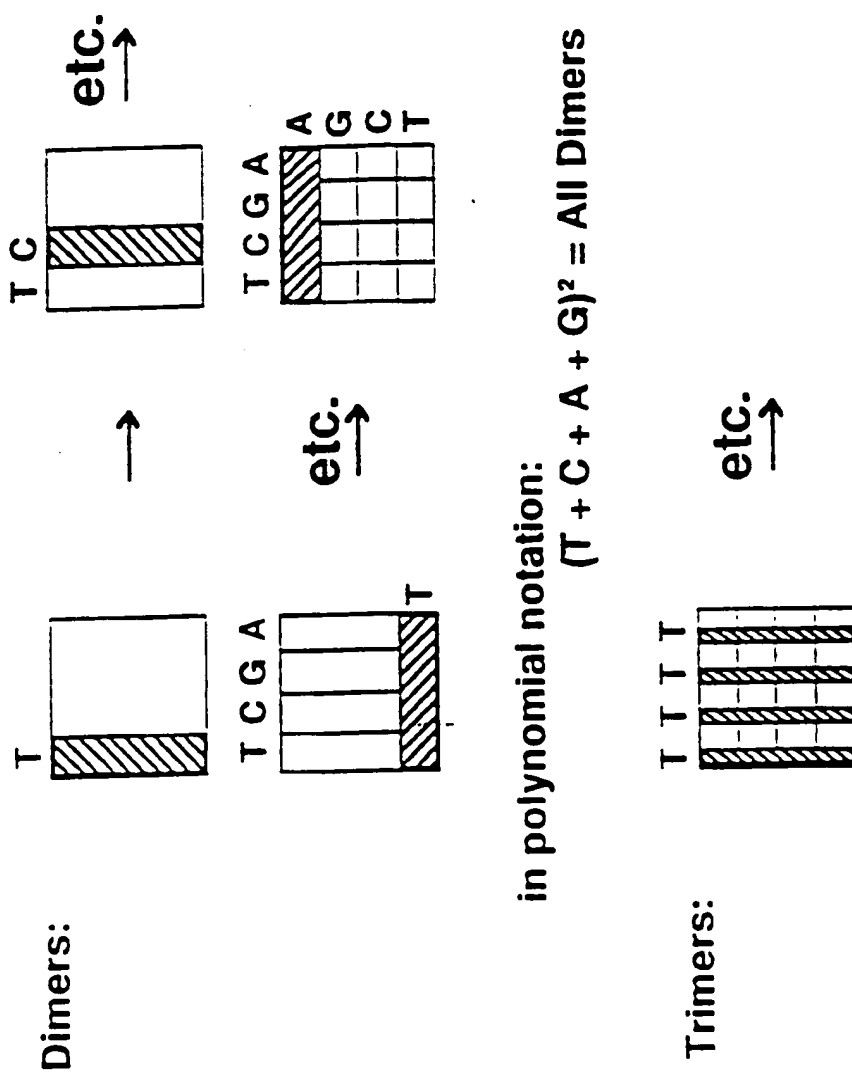 Dimers:
T
T C
etc.
T C G A
T
etc.
T C G A
A
G
C
T
in polynomial notation:
(T + C + A + G)² = All Dimers
Trimers:
T T T T
etc.